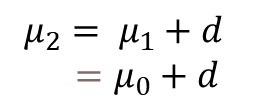 μ₂ = μ₁ + d
= μ₀ + d